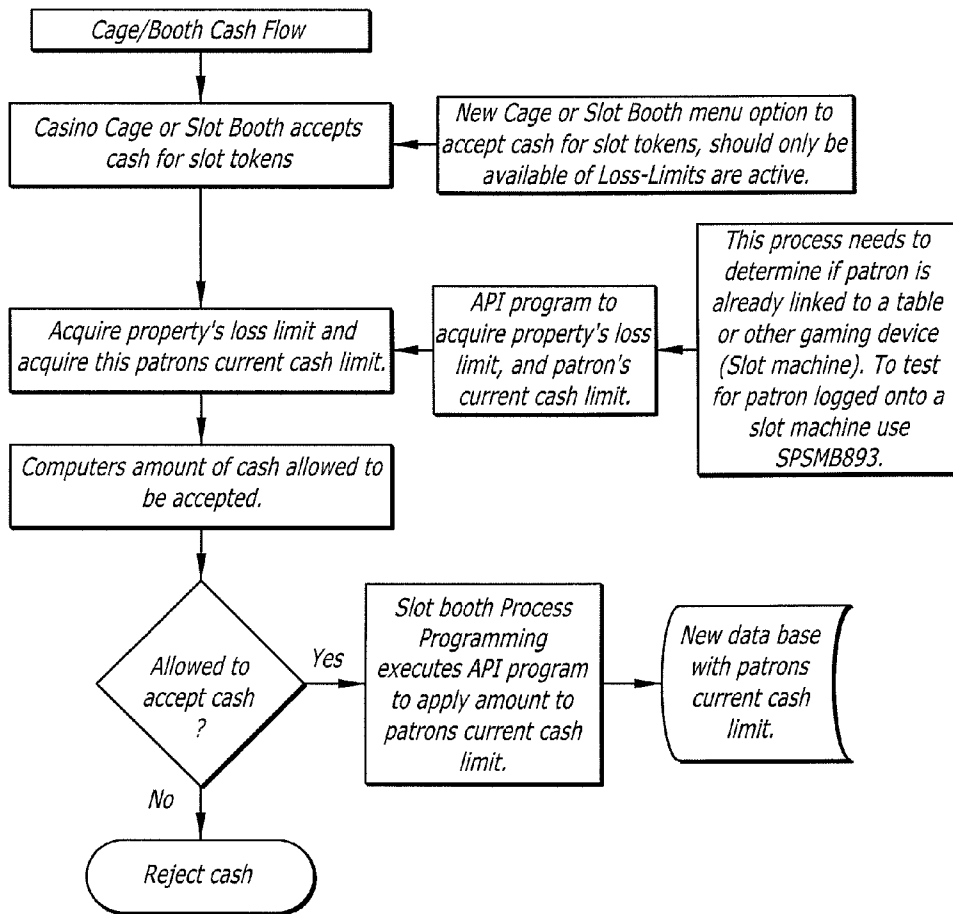 Cage/Booth Cash Flow
Casino Cage or Slot Booth accepts
cash for slot tokens
New Cage or Slot Booth menu option to
accept cash for slot tokens, should only be
available of Loss-Limits are active.
This process needs to
determine if patron is
already linked to a table
or other gaming device
(Slot machine). To test
for patron logged onto a
slot machine use
SPSMB893.
API program to
acquire property's loss
limit, and patron's
current cash limit.
Acquire property's loss limit and
acquire this patrons current cash limit.
Computers amount of cash allowed to
be accepted.
Allowed to
accept cash
?
Yes
Slot booth Process
Programming
executes API program
to apply amount to
patrons current cash
limit.
New data base
with patrons
current cash
limit.
No
Reject cash